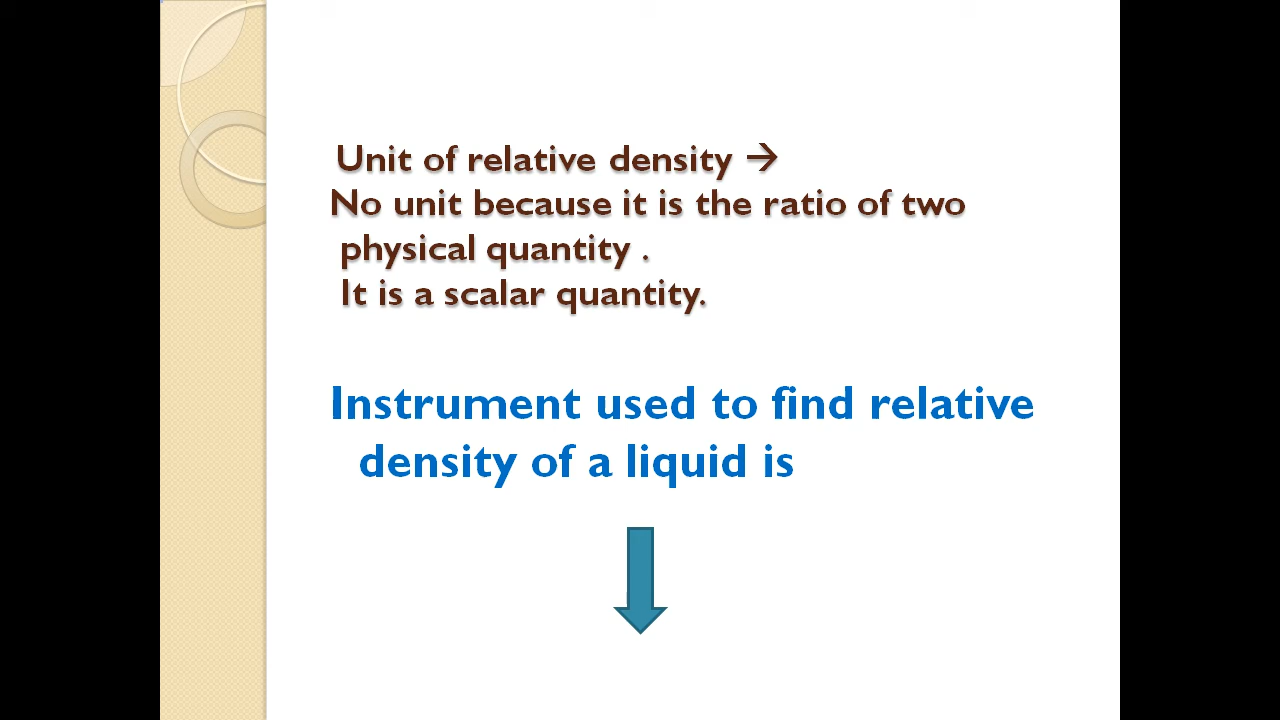 Unit of relative density →
No unit because it is the ratio of two
physical quantity .
It is a scalar quantity.
Instrument used to find relative
density of a liquid is